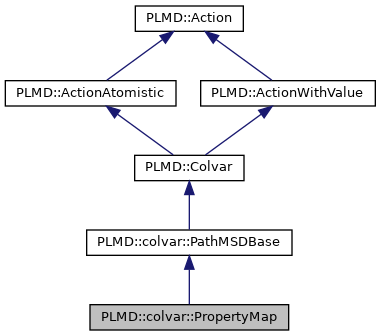 PLMD::Action
PLMD::ActionAtomistic
PLMD::ActionWithValue
PLMD::Colvar
PLMD::colvar::PathMSDBase
PLMD::colvar::PropertyMap